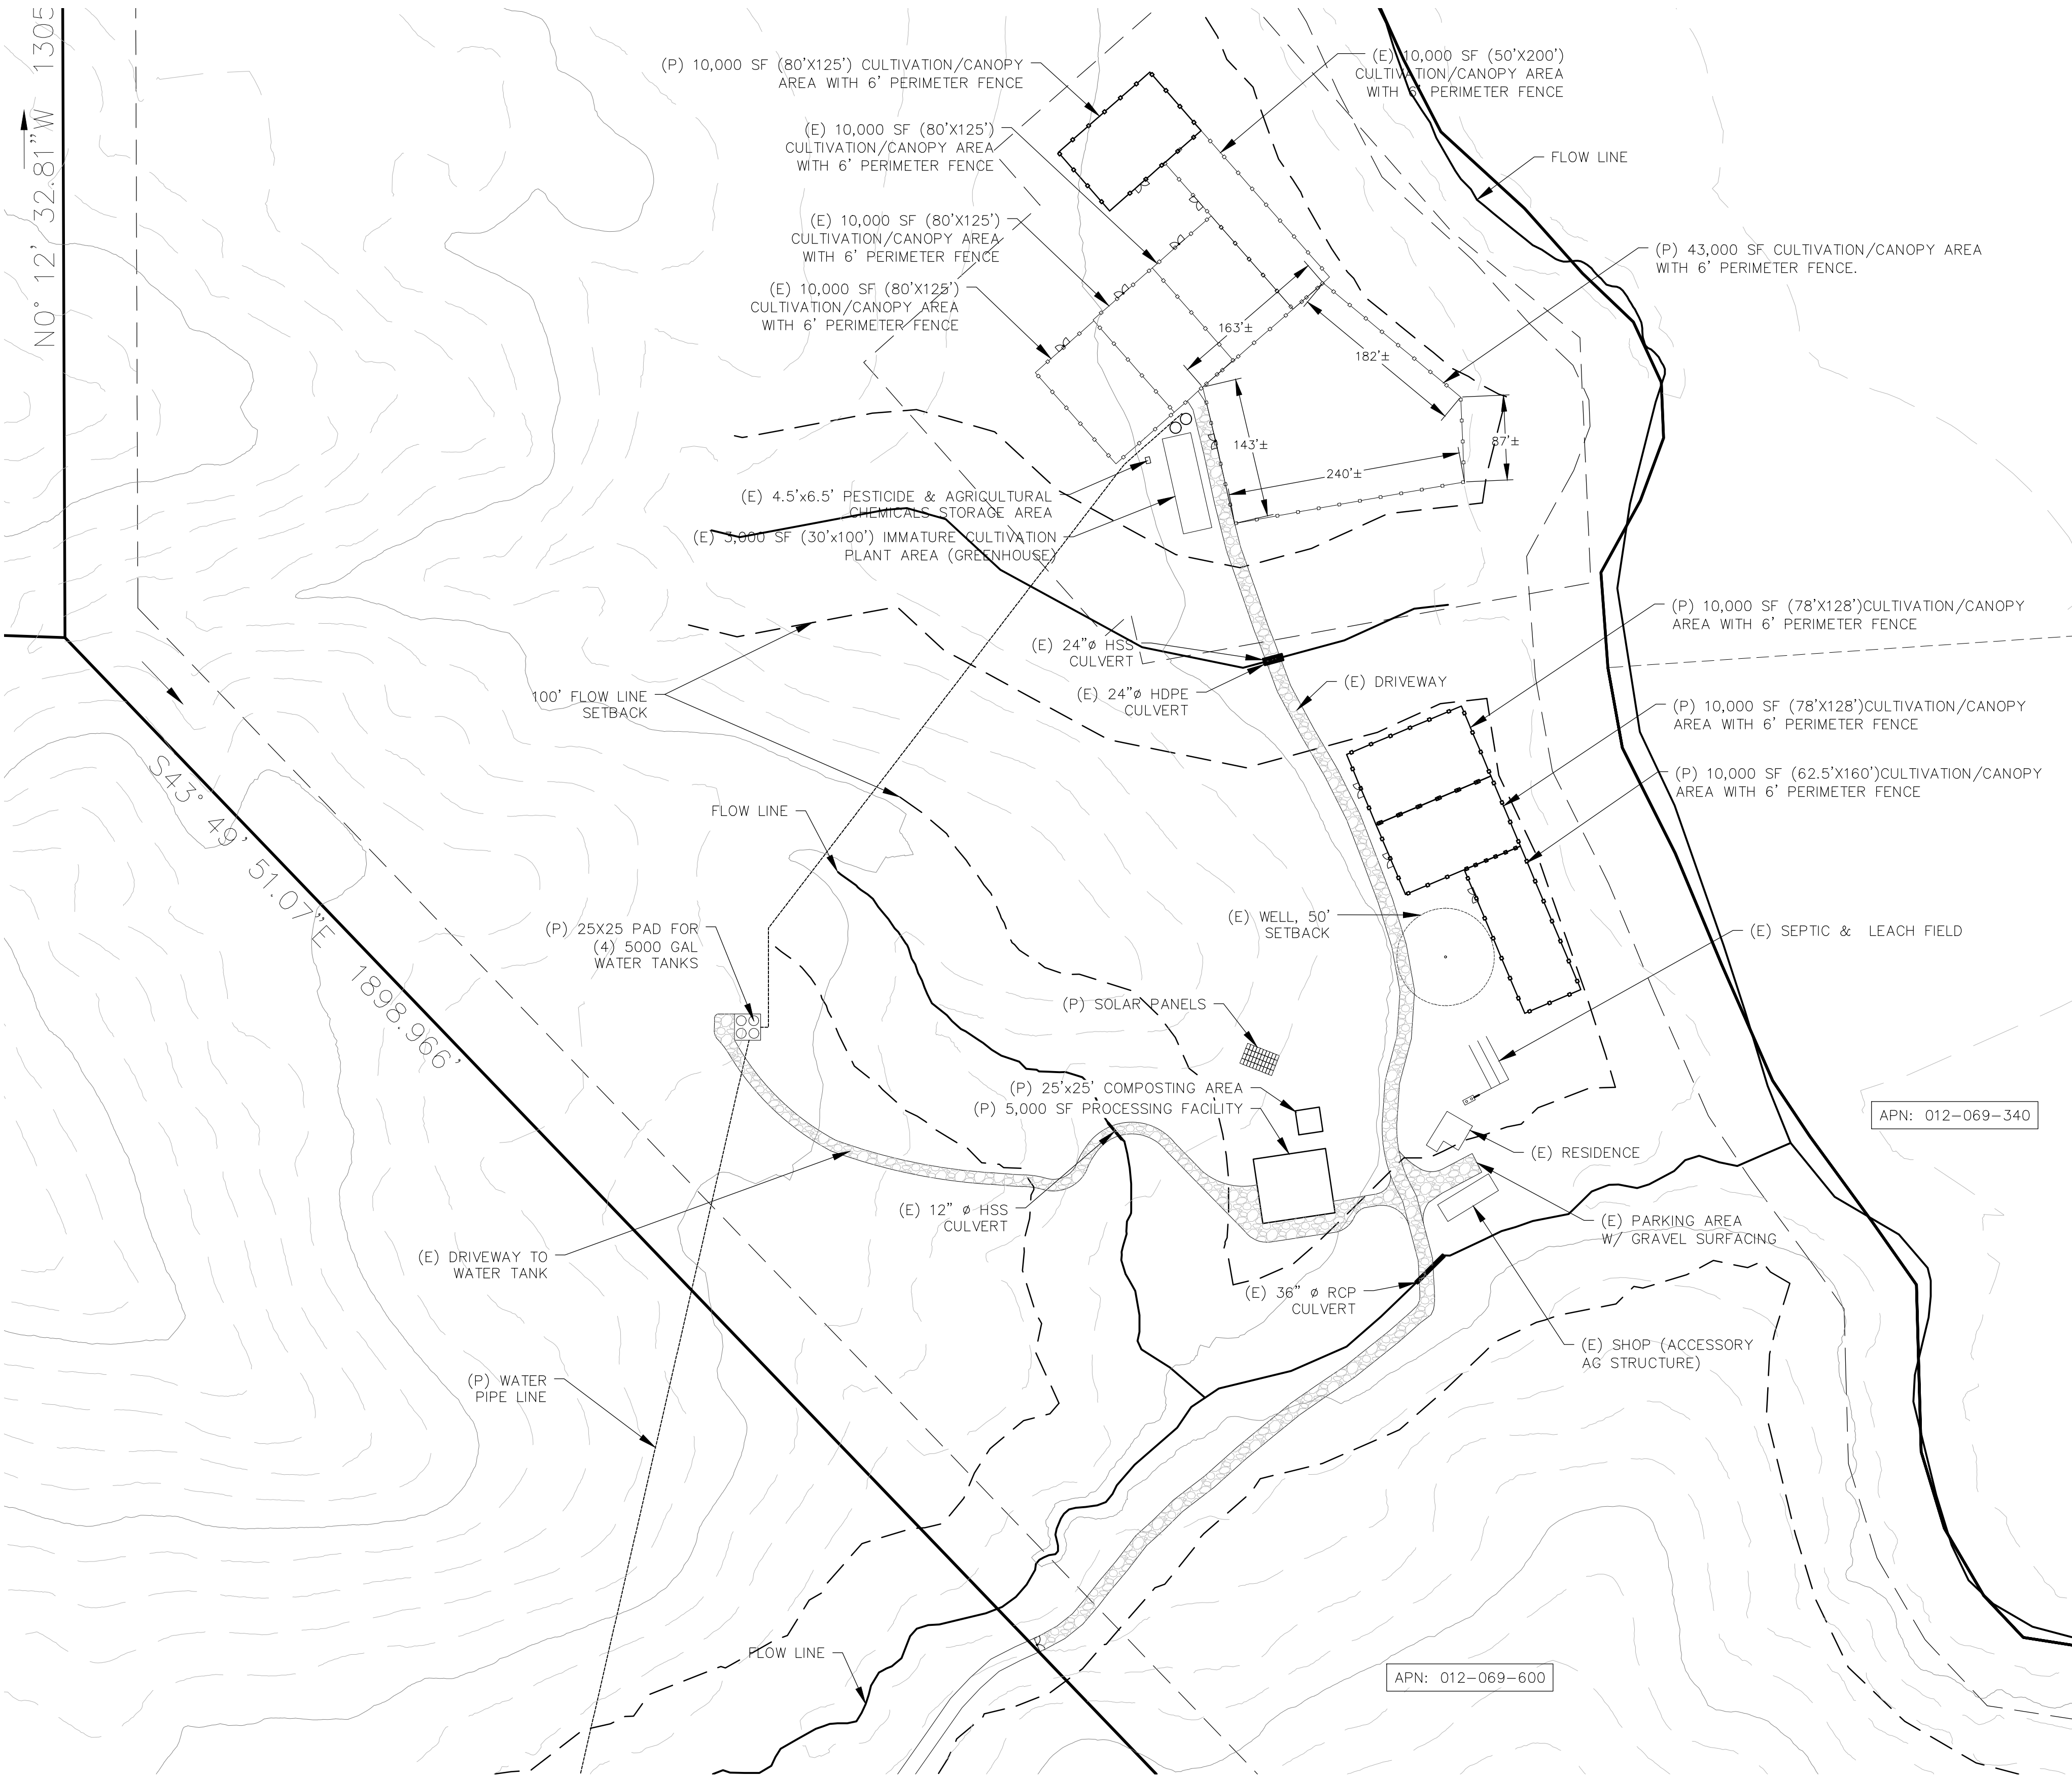 N0° 12' 32.81"W 1305
(P) 10,000 SF (80'X125') CULTIVATION/CANOPY
AREA WITH 6' PERIMETER FENCE
(E) 10,000 SF (50'X200')
CULTIVATION/CANOPY AREA
WITH 6' PERIMETER FENCE
(E) 10,000 SF (80'X125')
CULTIVATION/CANOPY AREA
WITH 6' PERIMETER FENCE
FLOW LINE
(E) 10,000 SF (80'X125')
CULTIVATION/CANOPY AREA
WITH 6' PERIMETER FENCE
(P) 43,000 SF CULTIVATION/CANOPY AREA
WITH 6' PERIMETER FENCE.
(E) 10,000 SF (80'X125')
CULTIVATION/CANOPY AREA
WITH 6' PERIMETER FENCE
163'±
182'±
143'±
87'±
240'±
(E) 4.5'x6.5' PESTICIDE & AGRICULTURAL
CHEMICALS STORAGE AREA
(E) 3,000 SF (30'x100') IMMATURE CULTIVATION
PLANT AREA (GREENHOUSE)
(P) 10,000 SF (78'X128')CULTIVATION/CANOPY
AREA WITH 6' PERIMETER FENCE
(E) 24"ø HSS
CULVERT
(E) 24"ø HDPE
CULVERT
(E) DRIVEWAY
100' FLOW LINE
SETBACK
(P) 10,000 SF (78'X128')CULTIVATION/CANOPY
AREA WITH 6' PERIMETER FENCE
(P) 10,000 SF (62.5'X160')CULTIVATION/CANOPY
AREA WITH 6' PERIMETER FENCE
S43° 49' 51.07"E 1898.966'
FLOW LINE
(E) WELL, 50'
SETBACK
(P) 25X25 PAD FOR
(4) 5000 GAL
WATER TANKS
(E) SEPTIC & LEACH FIELD
(P) SOLAR PANELS
(P) 25'x25' COMPOSTING AREA
(P) 5,000 SF PROCESSING FACILITY
APN: 012-069-340
(E) RESIDENCE
(E) 12" ø HSS
CULVERT
(E) PARKING AREA
W/ GRAVEL SURFACING
(E) DRIVEWAY TO
WATER TANK
(E) 36" ø RCP
CULVERT
(E) SHOP (ACCESSORY
AG STRUCTURE)
(P) WATER
PIPE LINE
FLOW LINE
APN: 012-069-600